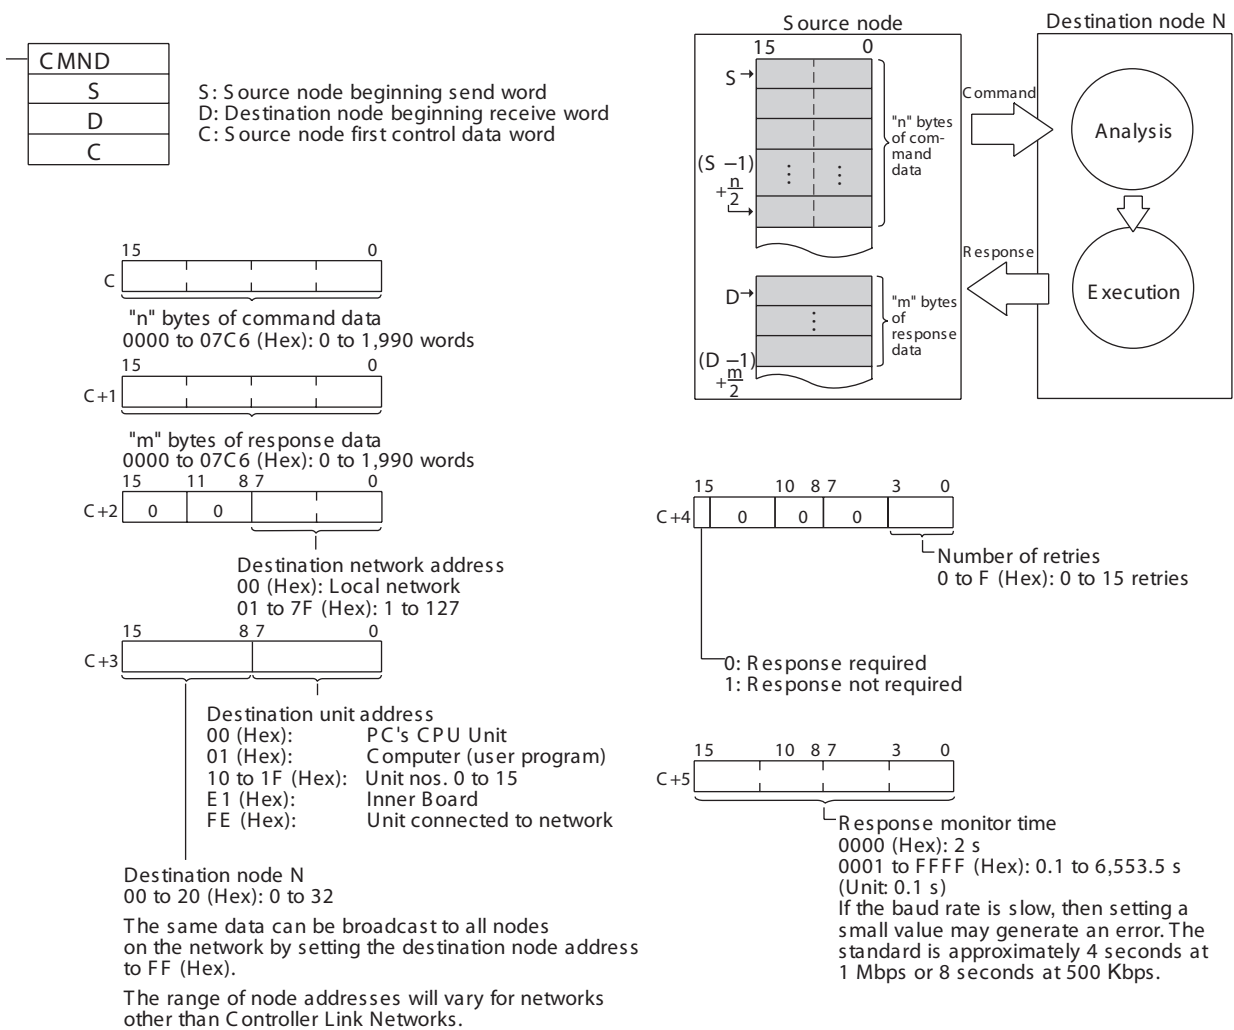 CMND
S
D
C
S: Source node beginning send word
D: Destination node beginning receive word
C: Source node first control data word
Source node
15 0
S
(S −1)
+n/2
"n" bytes
of com-
mand
data
D
(D −1)
+m/2
"m" bytes
of
response
data
Command
Response
Destination node N
Analysis
Execution
15 0
C
"n" bytes of command data
0000 to 07C6 (Hex): 0 to 1,990 words
15 0
C+1
"m" bytes of response data
0000 to 07C6 (Hex): 0 to 1,990 words
15 11 8 7 0
C+2 0 0
Destination network address
00 (Hex): Local network
01 to 7F (Hex): 1 to 127
15 8 7 0
C+3
Destination unit address
00 (Hex): PC's CPU Unit
01 (Hex): Computer (user program)
10 to 1F (Hex): Unit nos. 0 to 15
E1 (Hex): Inner Board
FE (Hex): Unit connected to network
Destination node N
00 to 20 (Hex): 0 to 32
The same data can be broadcast to all nodes
on the network by setting the destination node address
to FF (Hex).
The range of node addresses will vary for networks
other than Controller Link Networks.
15 10 8 7 3 0
C+4 0 0 0
Number of retries
0 to F (Hex): 0 to 15 retries
0: Response required
1: Response not required
15 10 8 7 3 0
C+5
Response monitor time
0000 (Hex): 2 s
0001 to FFFF (Hex): 0.1 to 6,553.5 s
(Unit: 0.1 s)
If the baud rate is slow, then setting a
small value may generate an error. The
standard is approximately 4 seconds at
1 Mbps or 8 seconds at 500 Kbps.